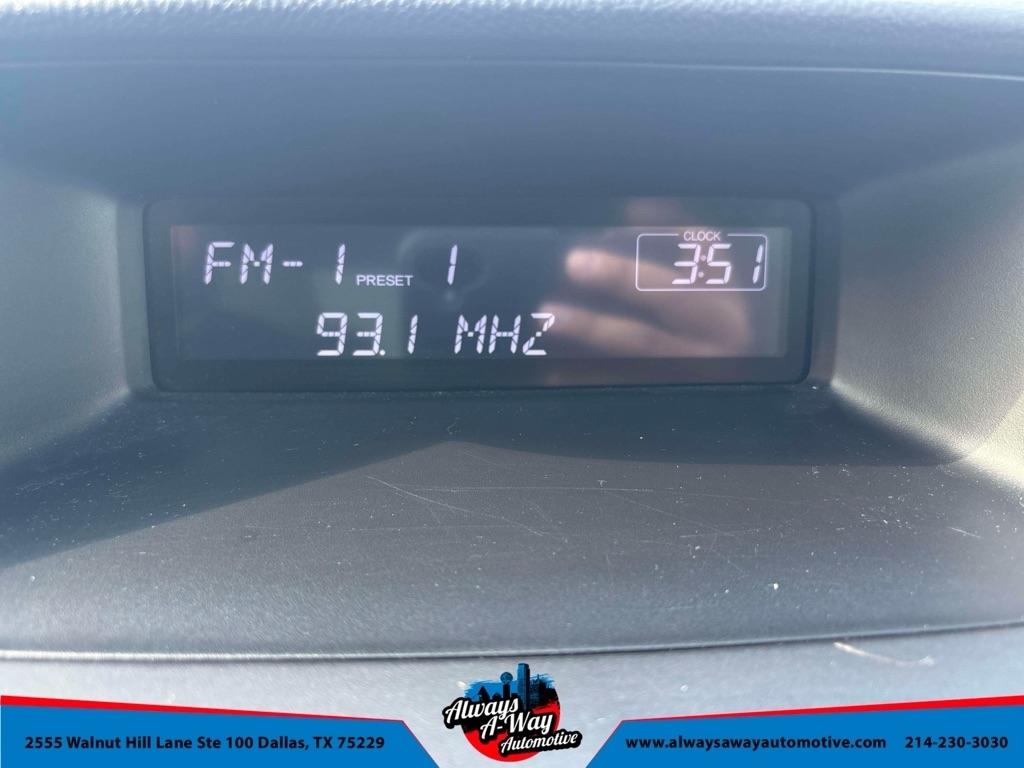 FM-1 PRESET 1
CLOCK
3:51
93.1 MHZ
Always
A-Way
Automotive
2555 Walnut Hill Lane Ste 100 Dallas, TX 75229
www.alwaysawayautomotive.com 214-230-3030